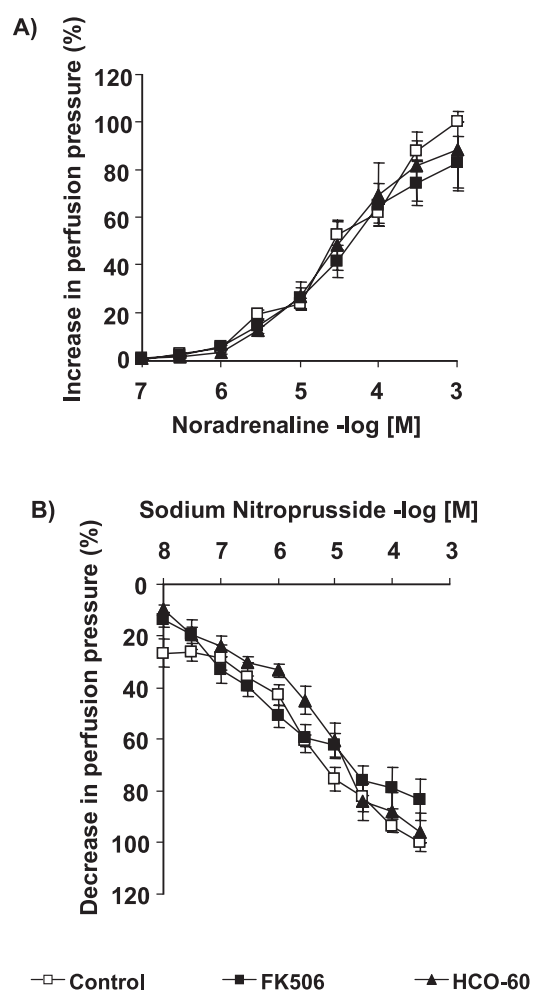 A)
Increase in perfusion pressure (%)
120
100
80
60
40
20
0
7 6 5 4 3
Noradrenaline -log [M]
B)
Sodium Nitroprusside -log [M]
8 7 6 5 4 3
Decrease in perfusion pressure (%)
0
20
40
60
80
100
120
Control FK506 HCO-60